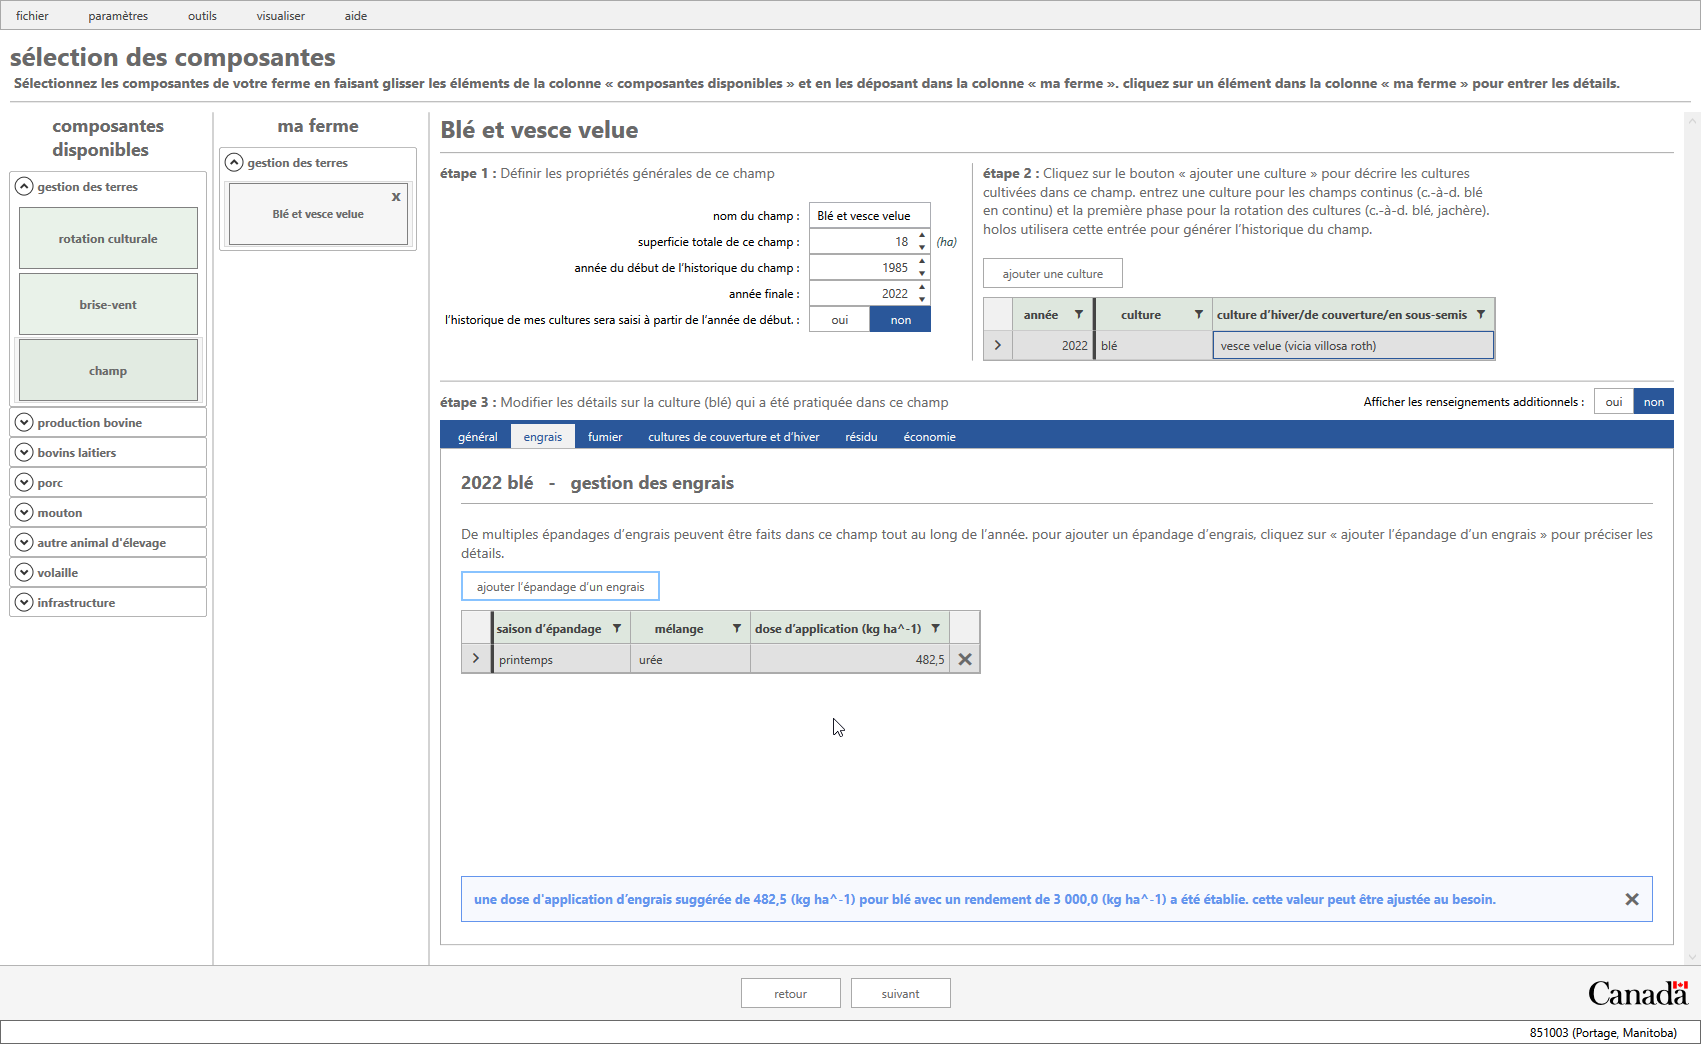 fichier paramètres outils visualiser aide
sélection des composantes
Sélectionnez les composantes de votre ferme en faisant glisser les éléments de la colonne « composantes disponibles » et en les déposant dans la colonne « ma ferme ». cliquez sur un élément dans la colonne « ma ferme » pour entrer les détails.
composantes
disponibles
gestion des terres
rotation culturale
brise-vent
champ
production bovine
bovins laitiers
porc
mouton
autre animal d'élevage
volaille
infrastructure
ma ferme
gestion des terres
x
Blé et vesce velue
Blé et vesce velue
étape 1 : Définir les propriétés générales de ce champ
nom du champ : Blé et vesce velue
superficie totale de ce champ : 18 (ha)
année du début de l’historique du champ : 1985
année finale : 2022
l’historique de mes cultures sera saisi à partir de l’année de début. : oui non
étape 2 : Cliquez sur le bouton « ajouter une culture » pour décrire les cultures
cultivées dans ce champ. entrez une culture pour les champs continus (c.-à-d. blé
en continu) et la première phase pour la rotation des cultures (c.-à-d. blé, jachère).
holos utilisera cette entrée pour générer l’historique du champ.
ajouter une culture
année culture culture d’hiver/de couverture/en sous-semis
2022 blé vesce velue (vicia villosa roth)
étape 3 : Modifier les détails sur la culture (blé) qui a été pratiquée dans ce champ
Afficher les renseignements additionnels : oui non
général engrais fumier cultures de couverture et d’hiver résidu économie
2022 blé - gestion des engrais
De multiples épandages d’engrais peuvent être faits dans ce champ tout au long de l’année. pour ajouter un épandage d’engrais, cliquez sur « ajouter l’épandage d’un engrais » pour préciser les
détails.
ajouter l’épandage d’un engrais
saison d’épandage mélange dose d’application (kg ha^-1)
printemps urée 482,5
une dose d'application d’engrais suggérée de 482,5 (kg ha^-1) pour blé avec un rendement de 3 000,0 (kg ha^-1) a été établie. cette valeur peut être ajustée au besoin.
retour suivant
Canada
851003 (Portage, Manitoba)